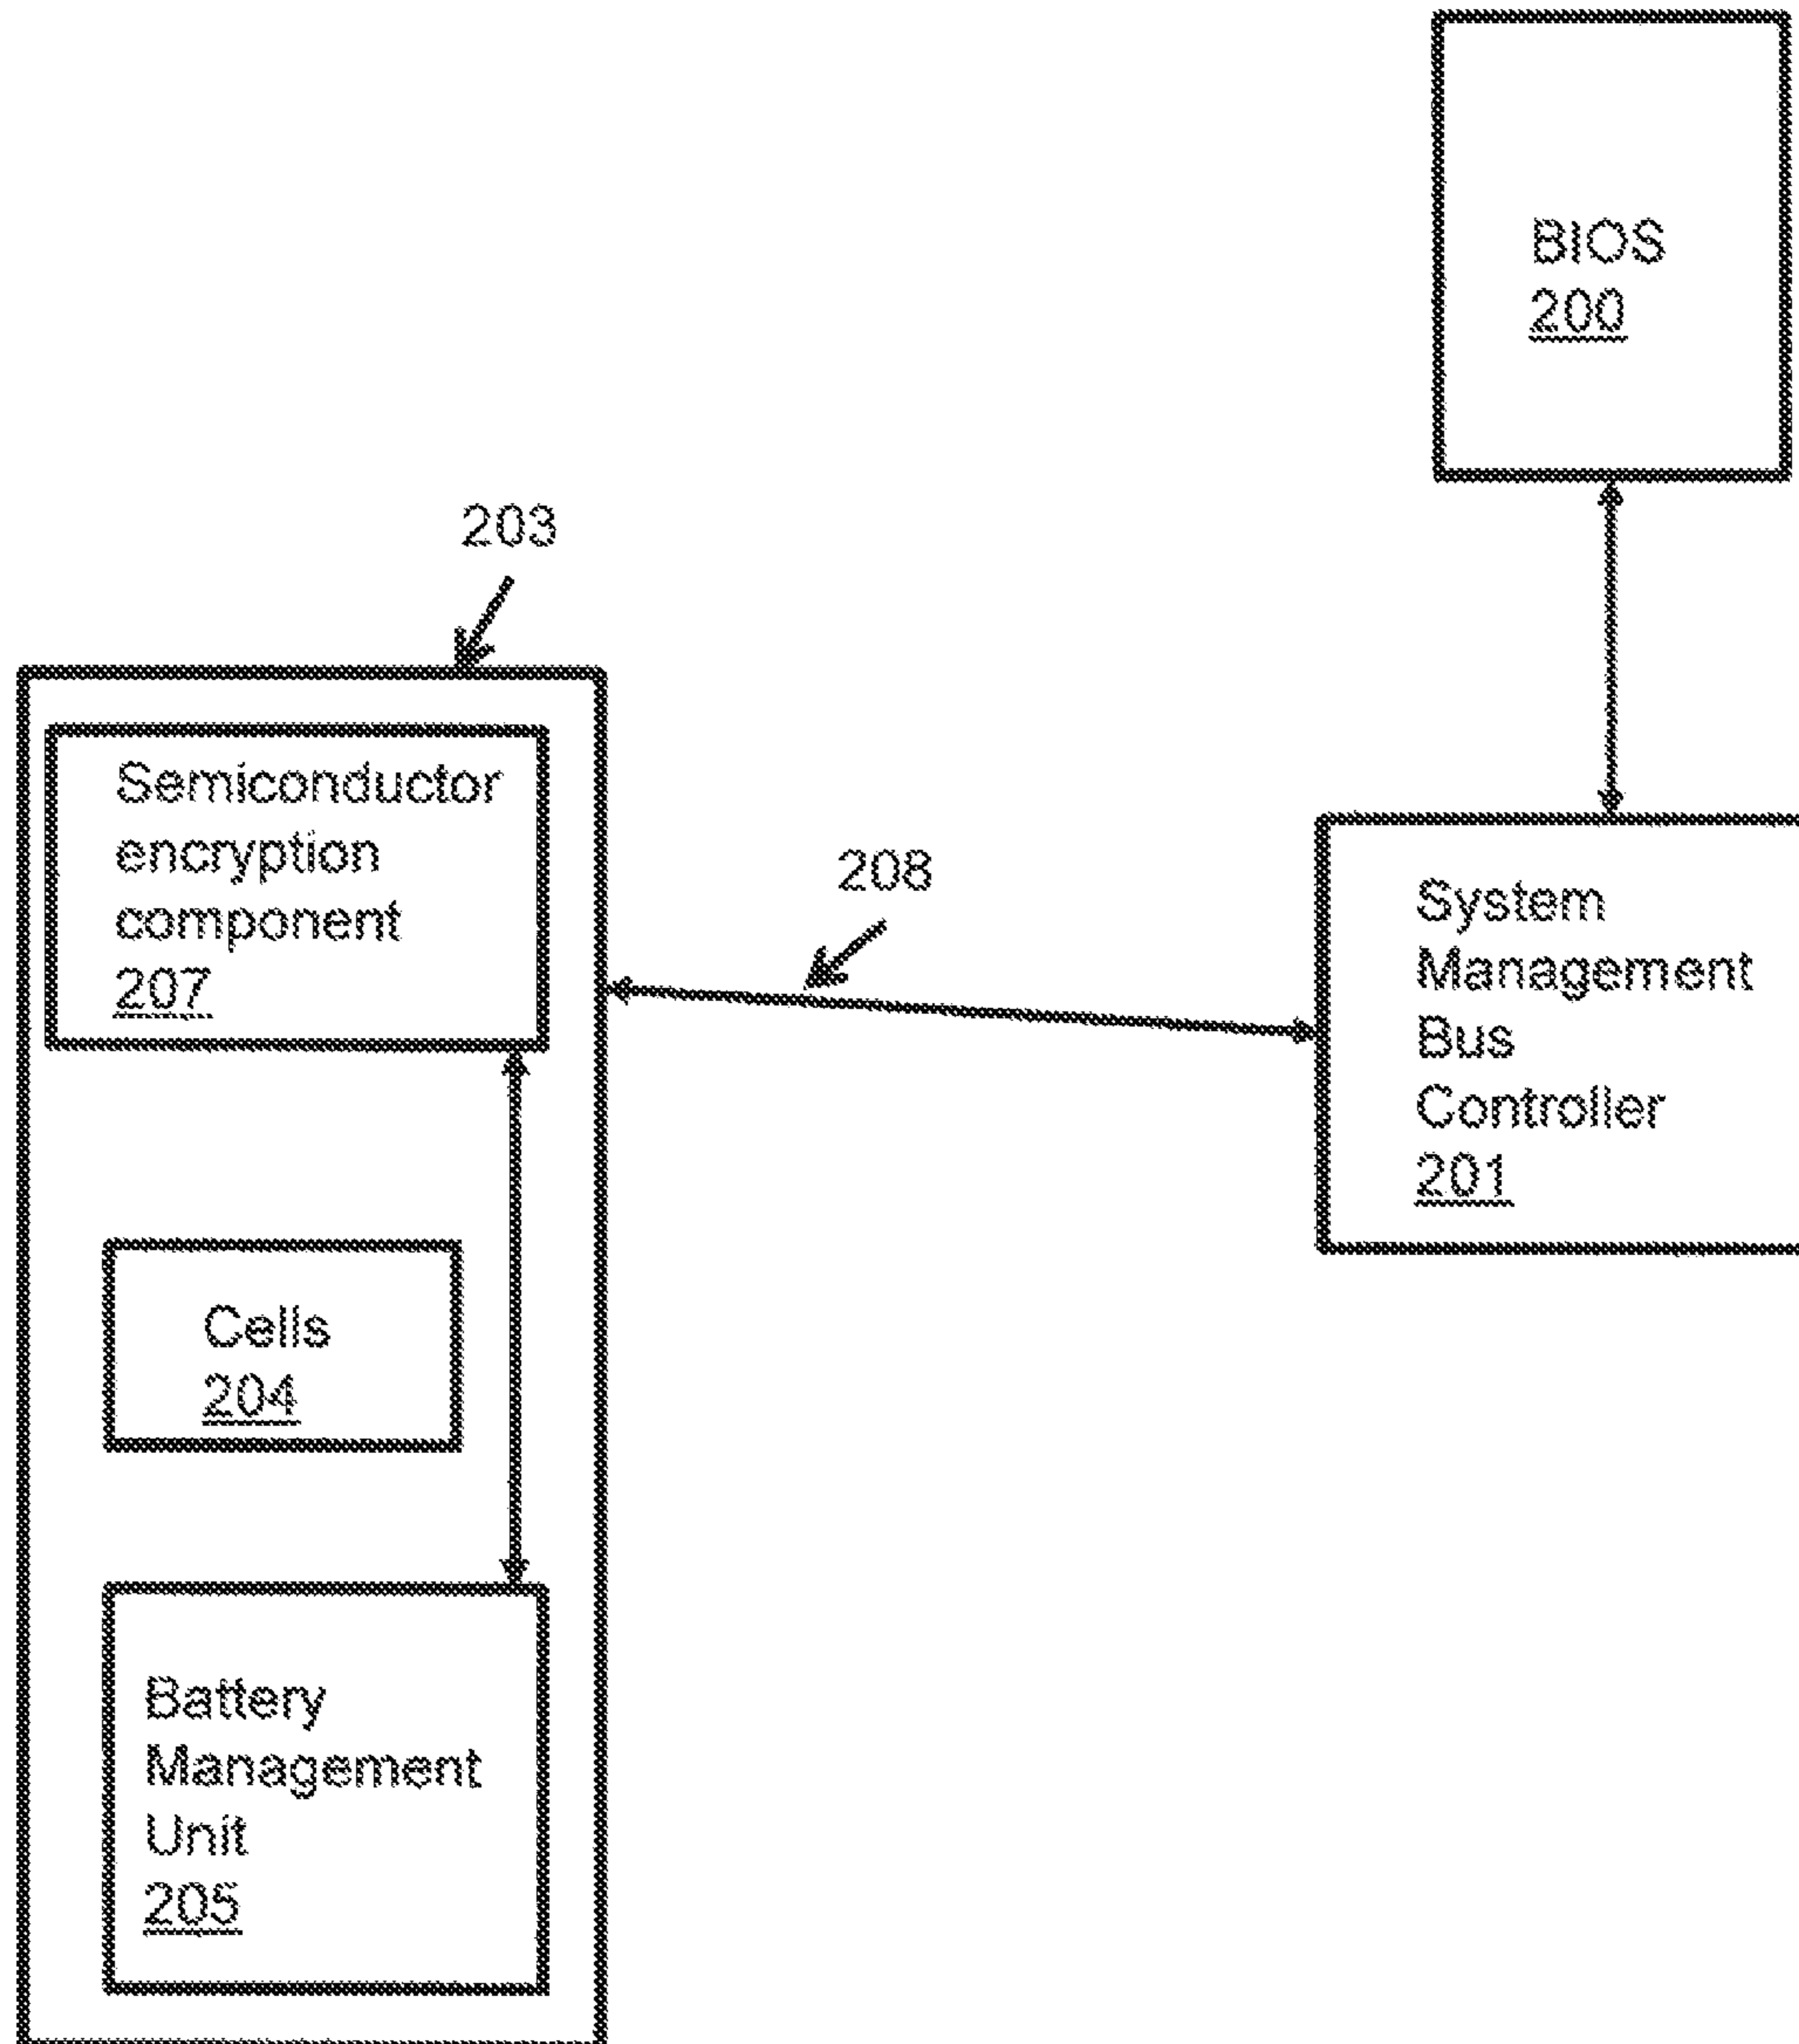 BIOS
200
203
Semiconductor
encryption
component
207
208
System
Management
Bus
Controller
201
Cells
204
Battery
Management
Unit
205